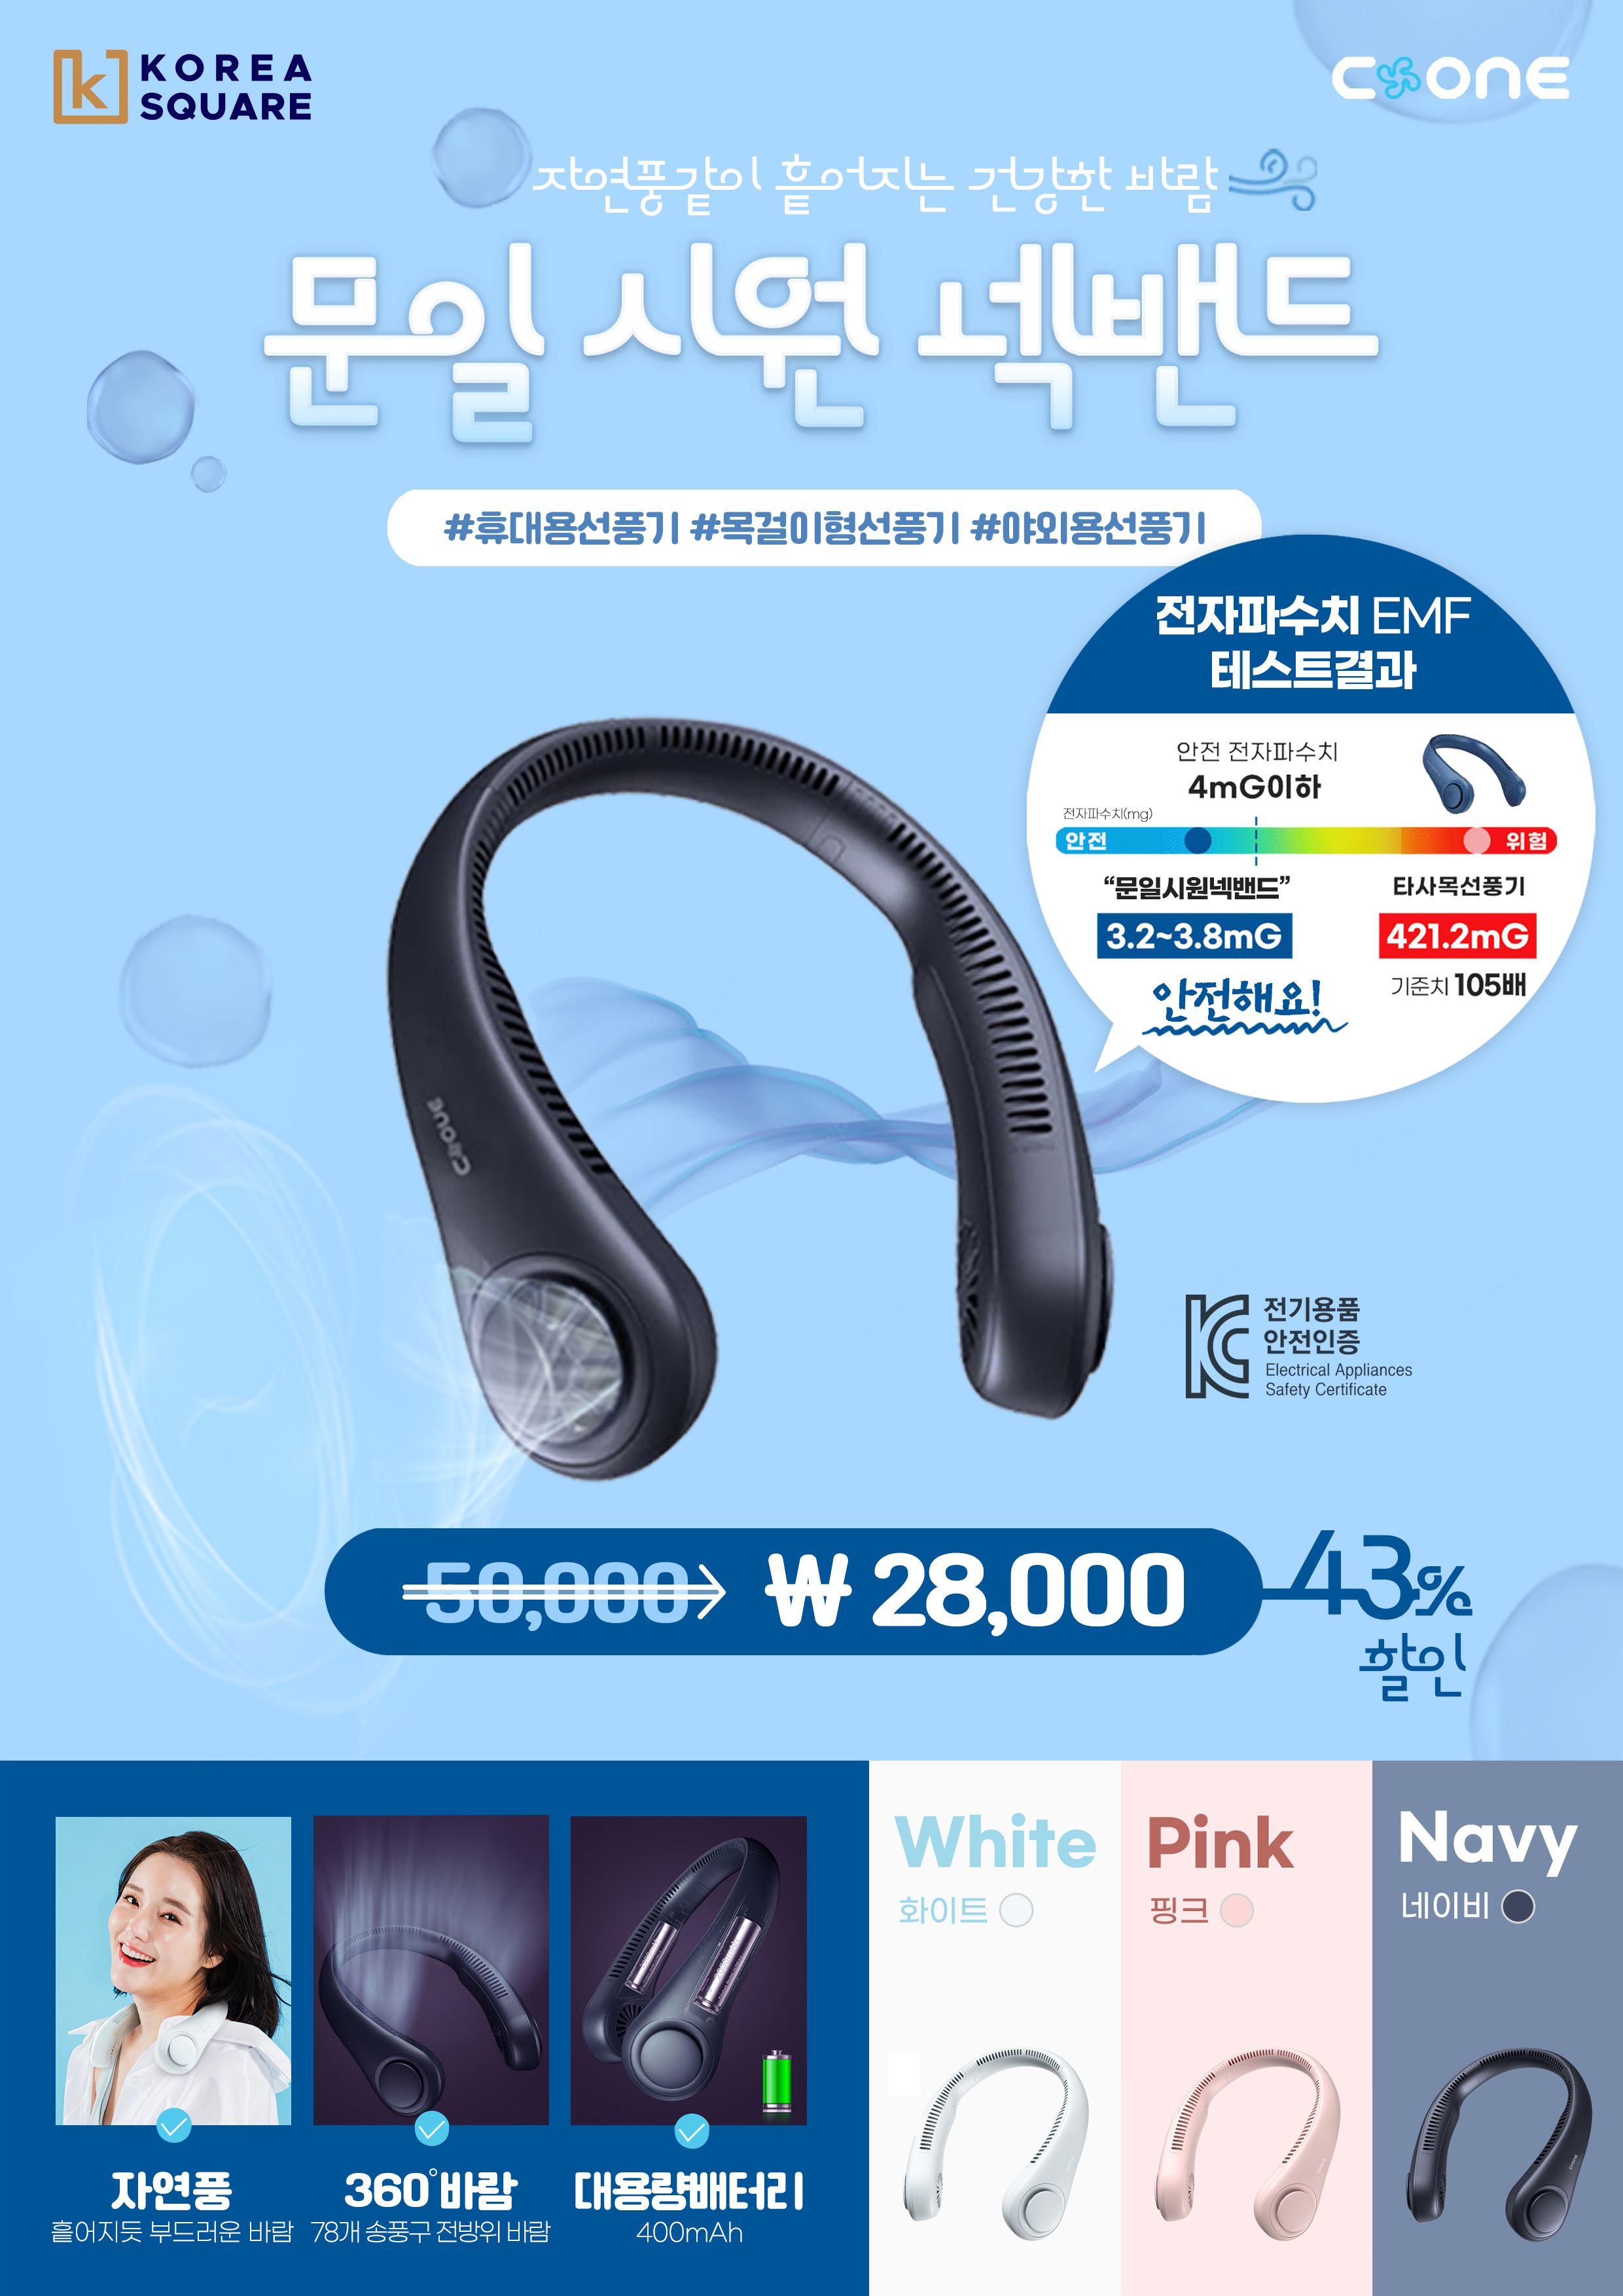 KOREA
SQUARE
C ONE
자연풍같이 흩어지는 건강한 바람
문일 시원 넥밴드
#휴대용선풍기 #목걸이형선풍기 #야외용선풍기
전자파수치 EMF
테스트결과
안전 전자파수치
4mG이하
전자파수치(mg)
안전
위험
“문일시원넥밴드”
타사목선풍기
3.2~3.8mG
421.2mG
안전해요!
기준치 105배
전기용품
안전인증
Electrical Appliances
Safety Certificate
50,000
₩ 28,000
43%
할인
White
화이트
Pink
핑크
Navy
네이비
자연풍
흩어지듯 부드러운 바람
360°바람
78개 송풍구 전방위 바람
대용량배터리
400mAh